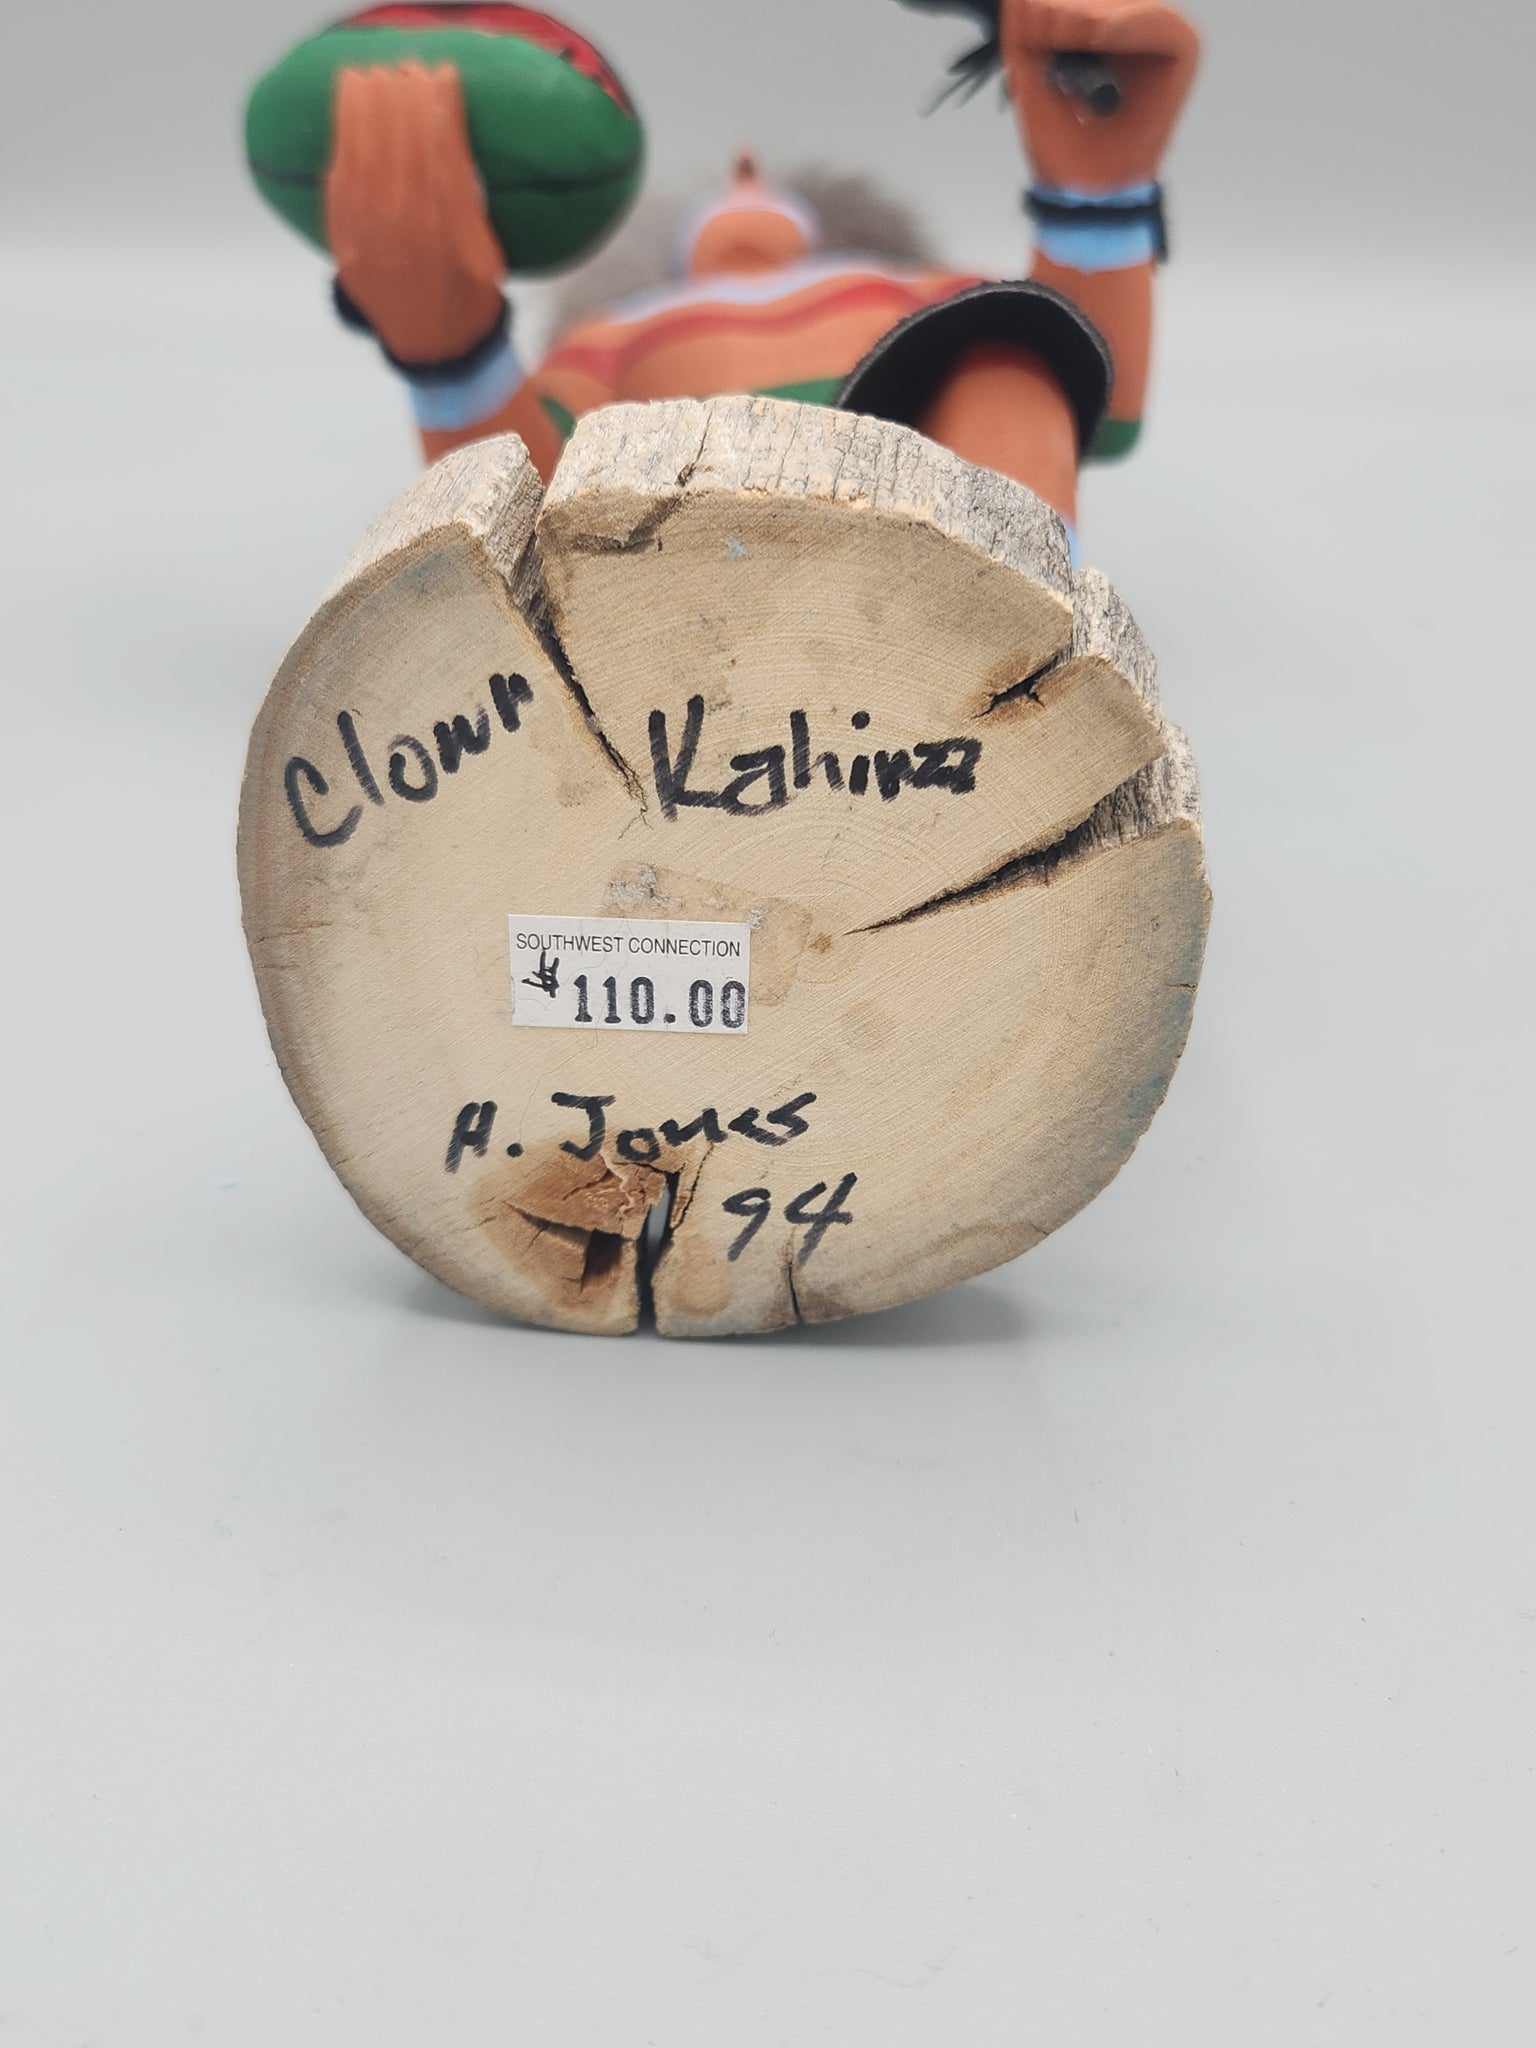 Clown Kahina
SOUTHWEST CONNECTION
$110.00
A. Jones
94